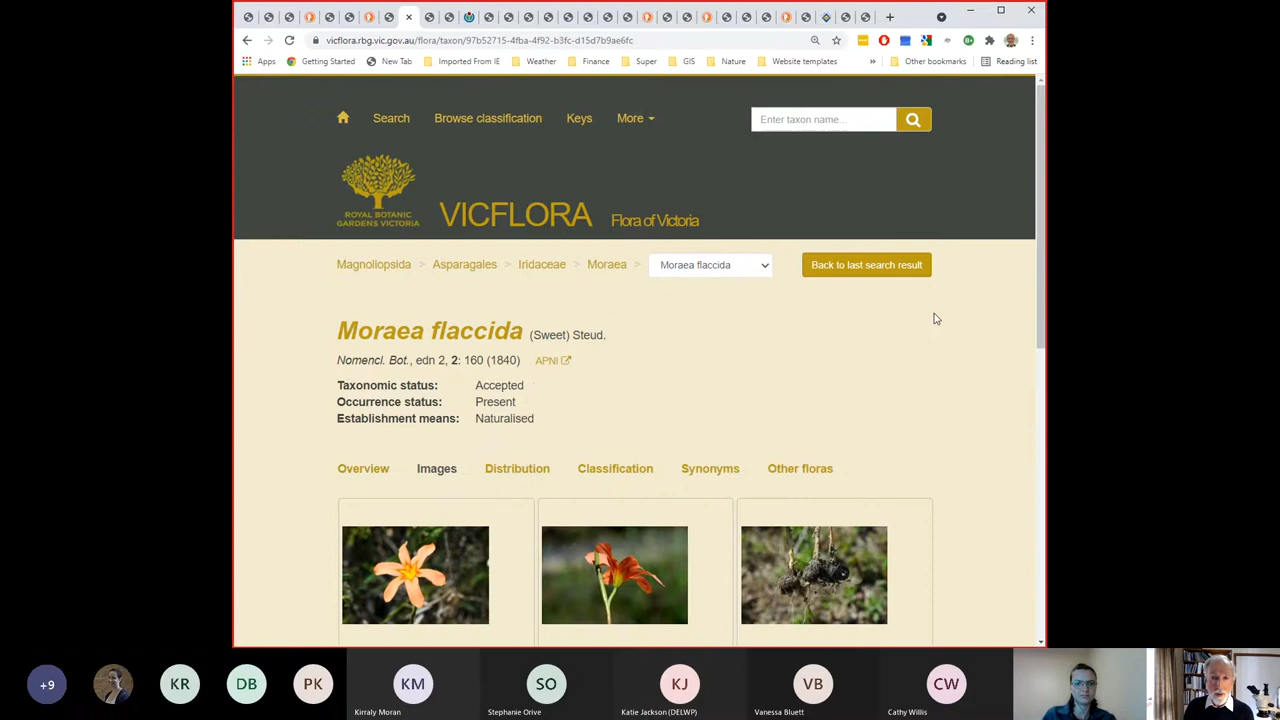 vicflora.rbg.vic.gov.au/flora/taxon/97b52715-4fba-4f92-b3fc-d15d7b9ae6fc
Apps Getting Started New Tab Imported From IE Weather Finance Super GIS Nature Website templates » Other bookmarks Reading list
Search Browse classification Keys More Enter taxon name...
ROYAL BOTANIC
GARDENS VICTORIA
VICFLORA Flora of Victoria
Magnoliopsida > Asparagales > Iridaceae > Moraea > Moraea flaccida Back to last search result
Moraea flaccida (Sweet) Steud.
Nomencl. Bot., edn 2, 2: 160 (1840) APNI
Taxonomic status: Accepted
Occurrence status: Present
Establishment means: Naturalised
Overview Images Distribution Classification Synonyms Other floras
+9 KR DB PK KM SO KJ VB CW
Kirraly Moran Stephanie Orive Katie Jackson (DELWP) Vanessa Bluett Cathy Willis